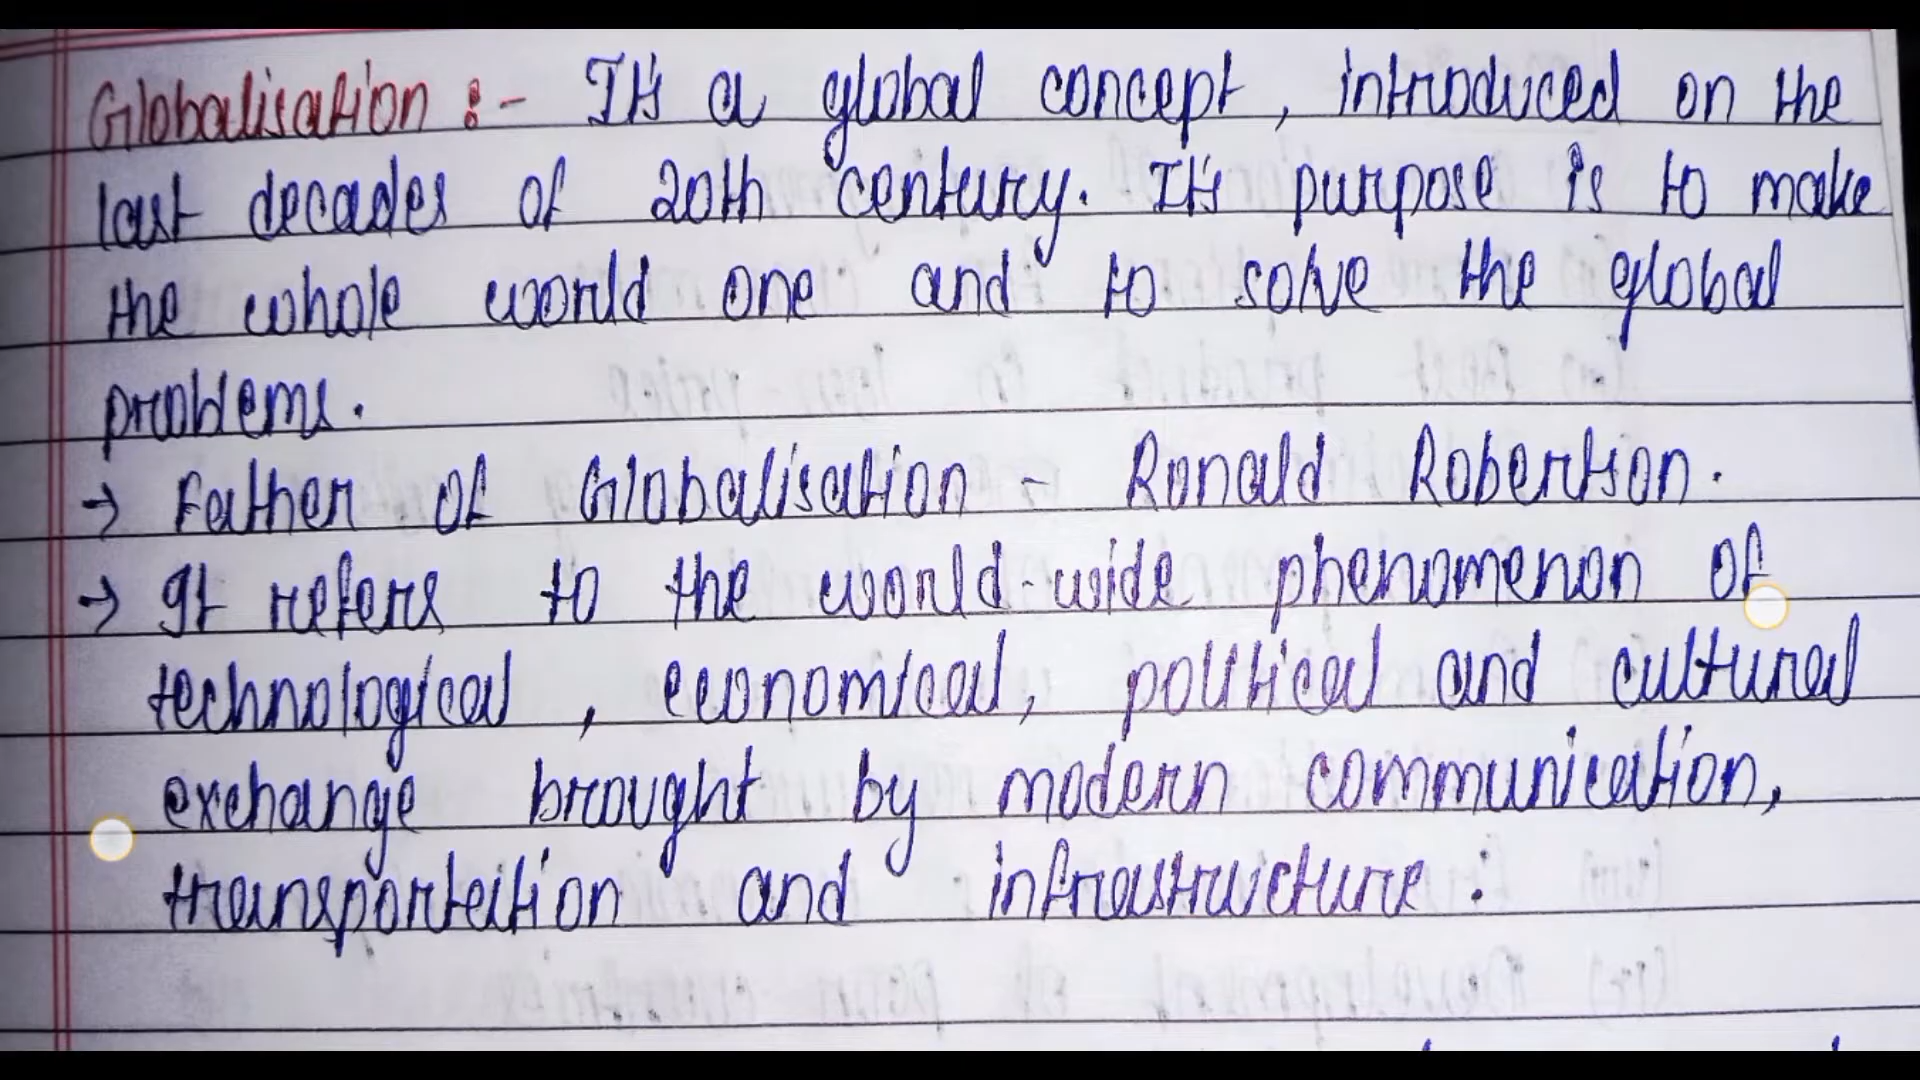 Globalisation :- It's a global concept, introduced on the
last decades of 20th century. It's purpose is to make
the whole world one and to solve the global
problems.
→ Father of Globalisation - Ronald Robertson.
→ It refers to the world-wide phenomenon of
technological, economical, political and cultural
exchange brought by modern communication,
transportation and infrastructure: